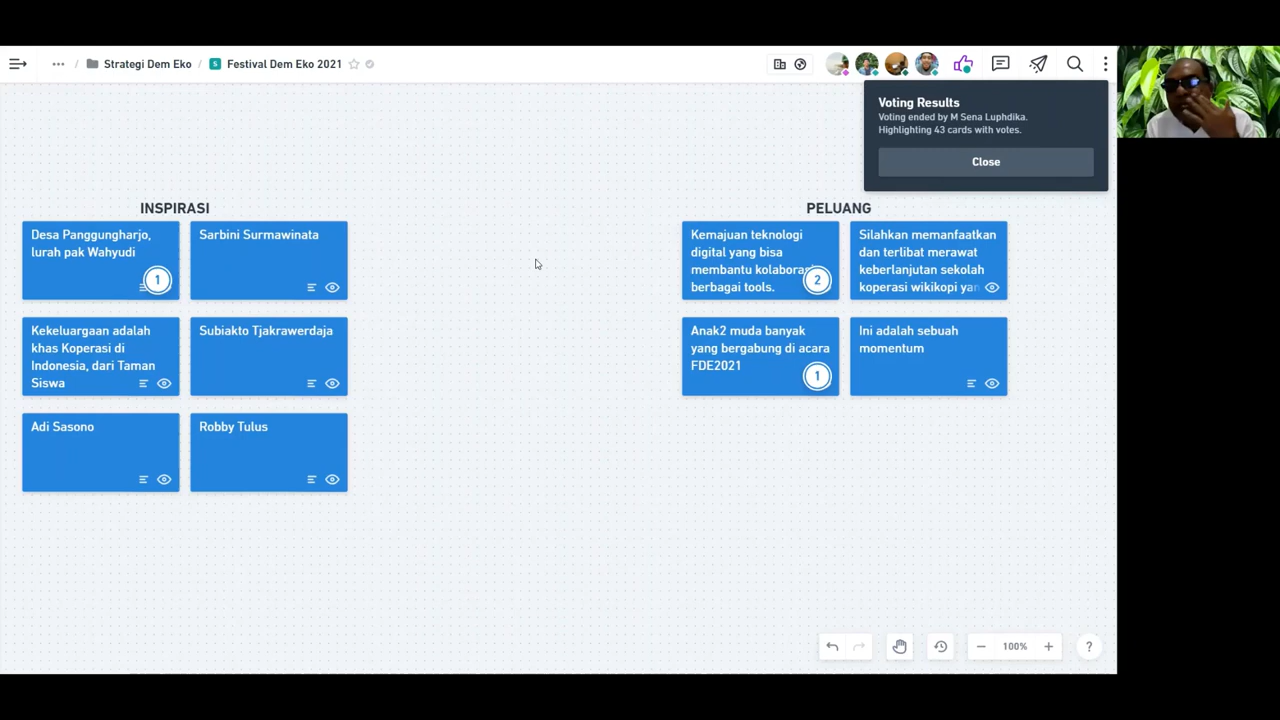 ... / Strategi Dem Eko / S Festival Dem Eko 2021
Voting Results
Voting ended by M Sena Luphdika.
Highlighting 43 cards with votes.
Close
INSPIRASI
Desa Panggungharjo,
lurah pak Wahyudi
1
Sarbini Surmawinata
Kekeluargaan adalah
khas Koperasi di
Indonesia, dari Taman
Siswa
Subiakto Tjakrawerdaja
Adi Sasono
Robby Tulus
PELUANG
Kemajuan teknologi
digital yang bisa
membantu kolaboras
berbagai tools.
2
Silahkan memanfaatkan
dan terlibat merawat
keberlanjutan sekolah
koperasi wikikopi yan
Anak2 muda banyak
yang bergabung di acara
FDE2021
1
Ini adalah sebuah
momentum
100%
?